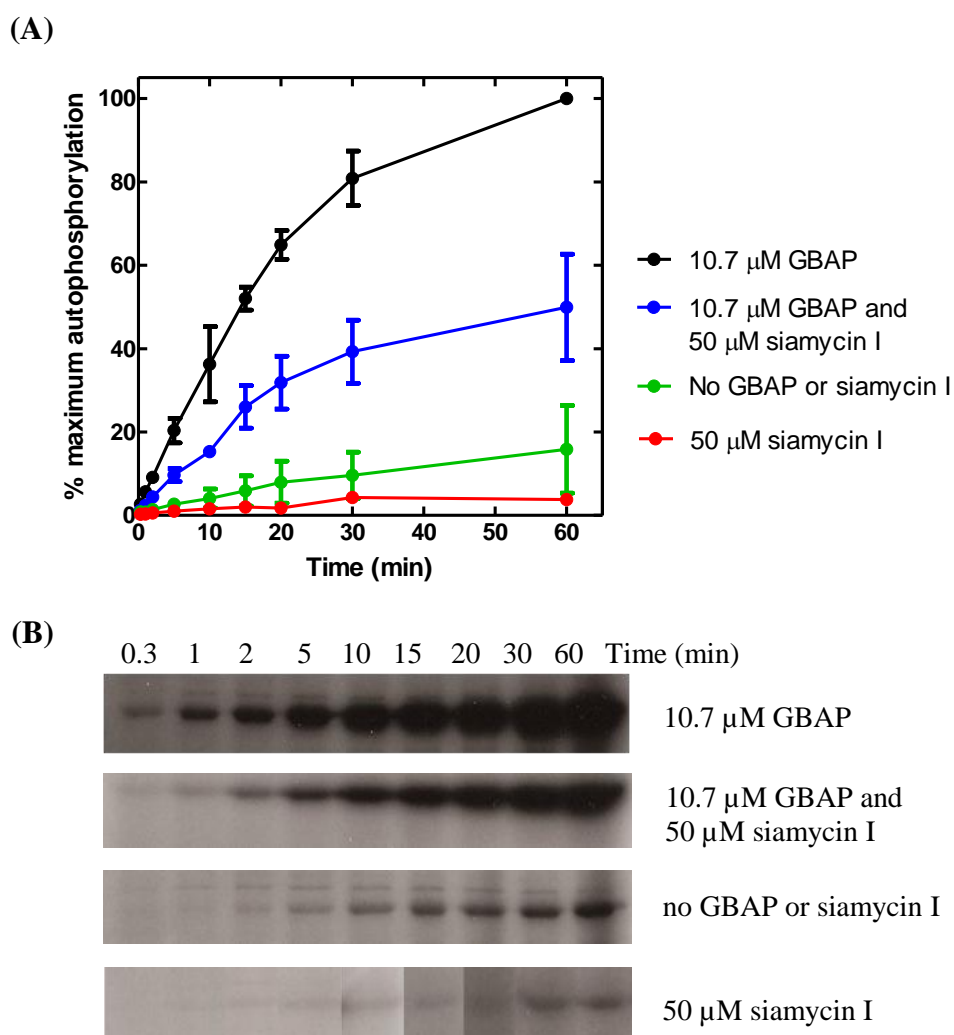 (A)
% maximum autophosphorylation
100
80
60
40
20
0
0 10 20 30 40 50 60
Time (min)
10.7 μM GBAP
10.7 μM GBAP and
50 μM siamycin I
No GBAP or siamycin I
50 μM siamycin I
(B)
0.3 1 2 5 10 15 20 30 60 Time (min)
10.7 µM GBAP
10.7 µM GBAP and
50 µM siamycin I
no GBAP or siamycin I
50 µM siamycin I